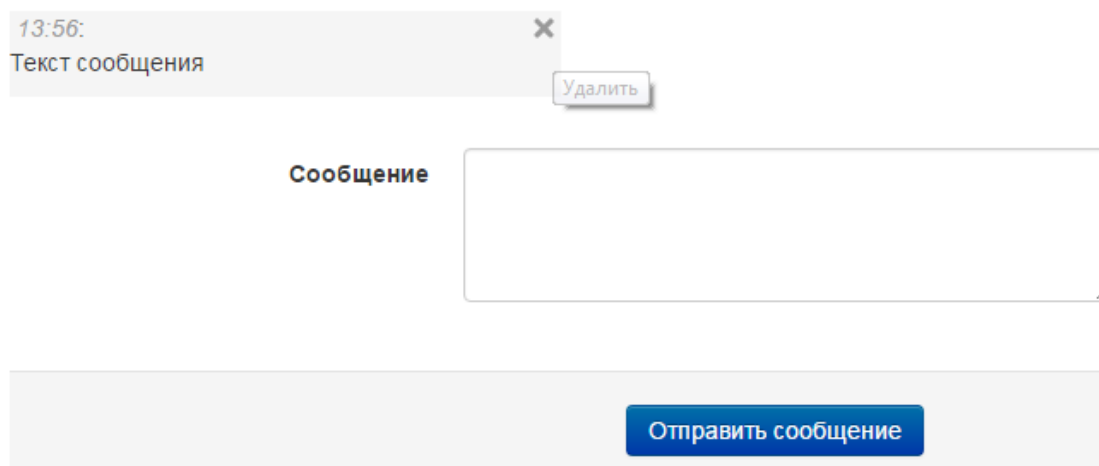 13:56:
Текст сообщения
Удалить
Сообщение
Отправить сообщение